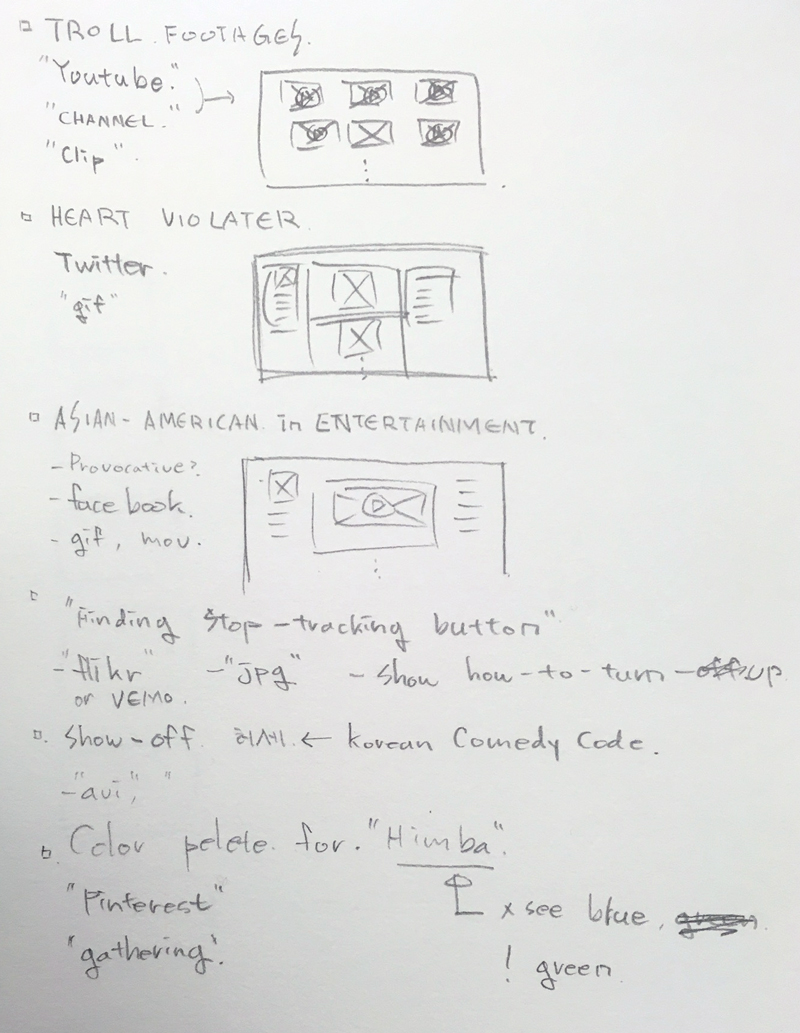 TROLL. FOOTAGES.
"Youtube."
"CHANNEL."
"Clip".
HEART VIOLATER.
Twitter.
"gif"
ASIAN-AMERICAN. in ENTERTAINMENT.
- Provocative?
- face book.
- gif, mov.
"Finding Stop-tracking button"
- "flikr" - "jpg" - show how-to-turn-off up
or VEMO.
Show-off. 허세. ← Korean Comedy Code.
- "avi", "
Color pelete. for. "Himba".
"Pinterest"
x see blue, green.
"gathering".
! green.